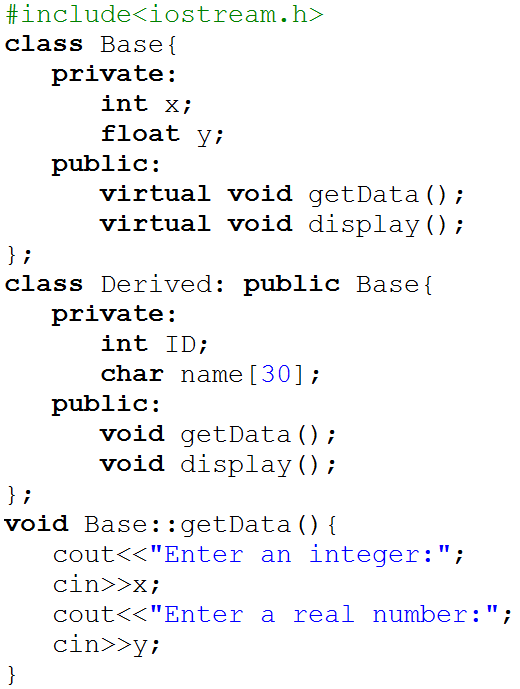 #include<iostream.h>
class Base{
   private:
      int x;
      float y;
   public:
      virtual void getData();
      virtual void display();
};
class Derived: public Base{
   private:
      int ID;
      char name[30];
   public:
      void getData();
      void display();
};
void Base::getData(){
   cout<<"Enter an integer:";
   cin>>x;
   cout<<"Enter a real number:";
   cin>>y;
}